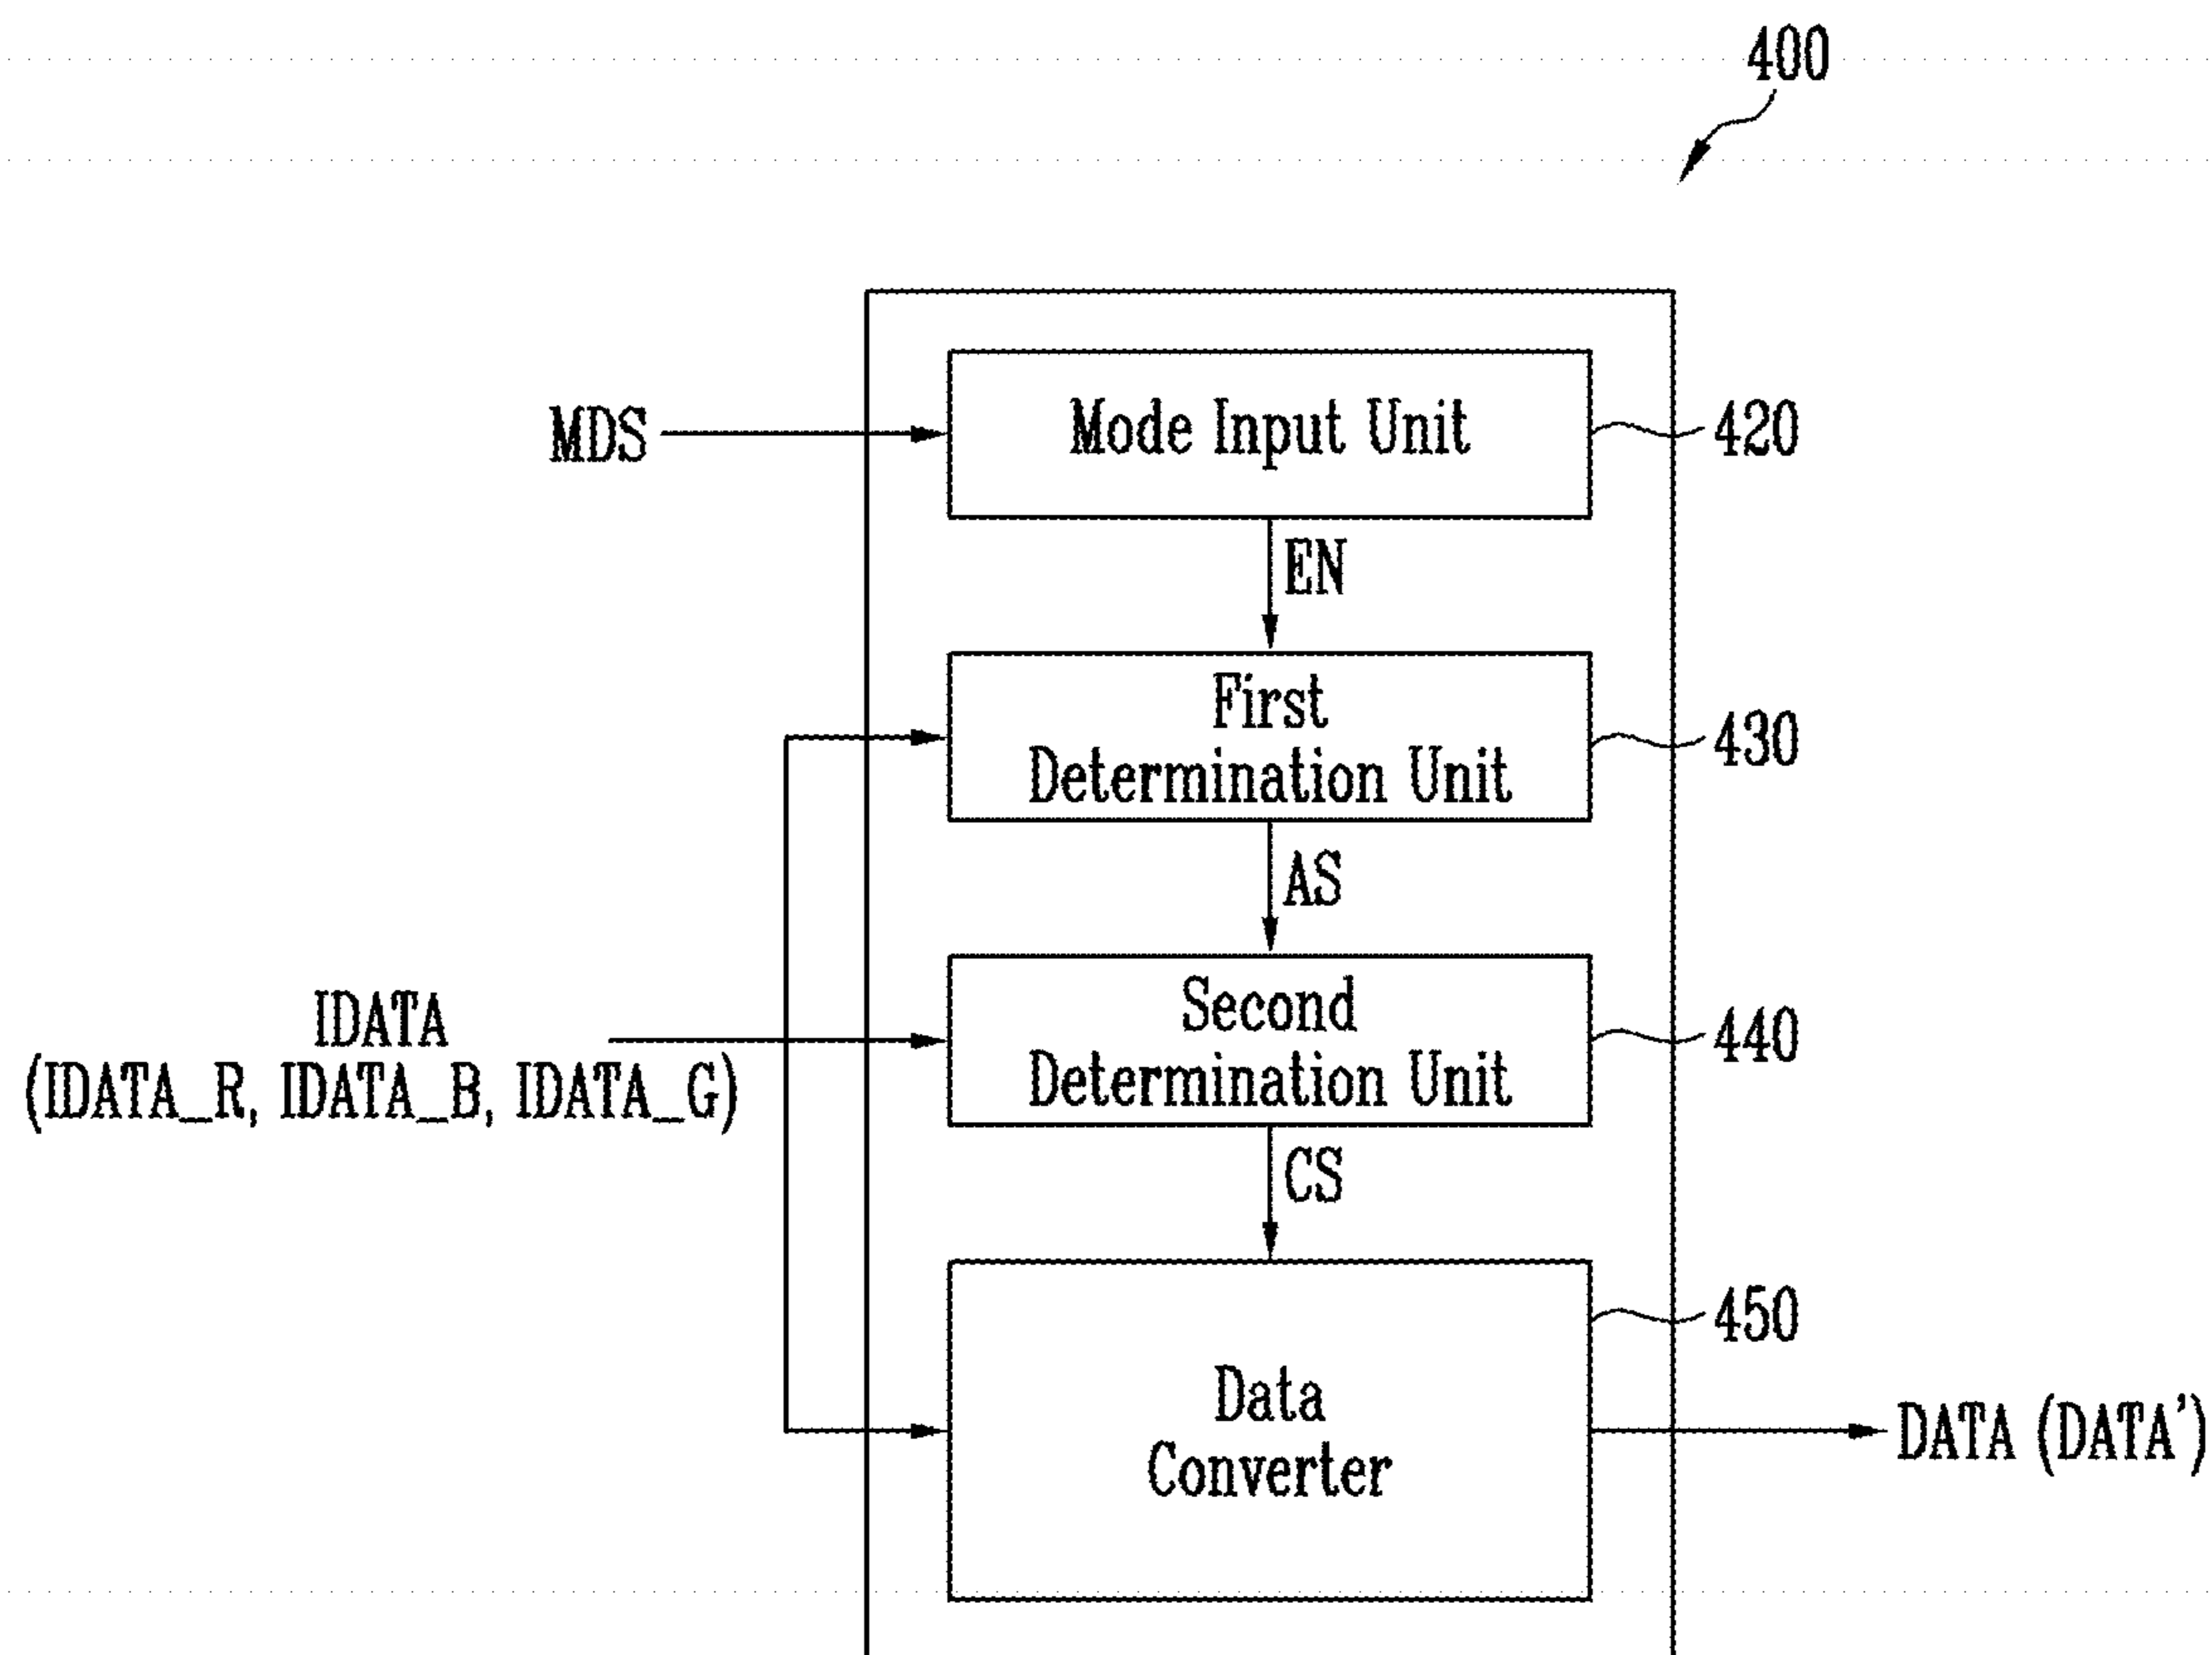 400
MDS
Mode Input Unit
420
EN
First
Determination Unit
430
AS
IDATA
(IDATA_R, IDATA_B, IDATA_G)
Second
Determination Unit
440
CS
450
Data
Converter
DATA (DATA')